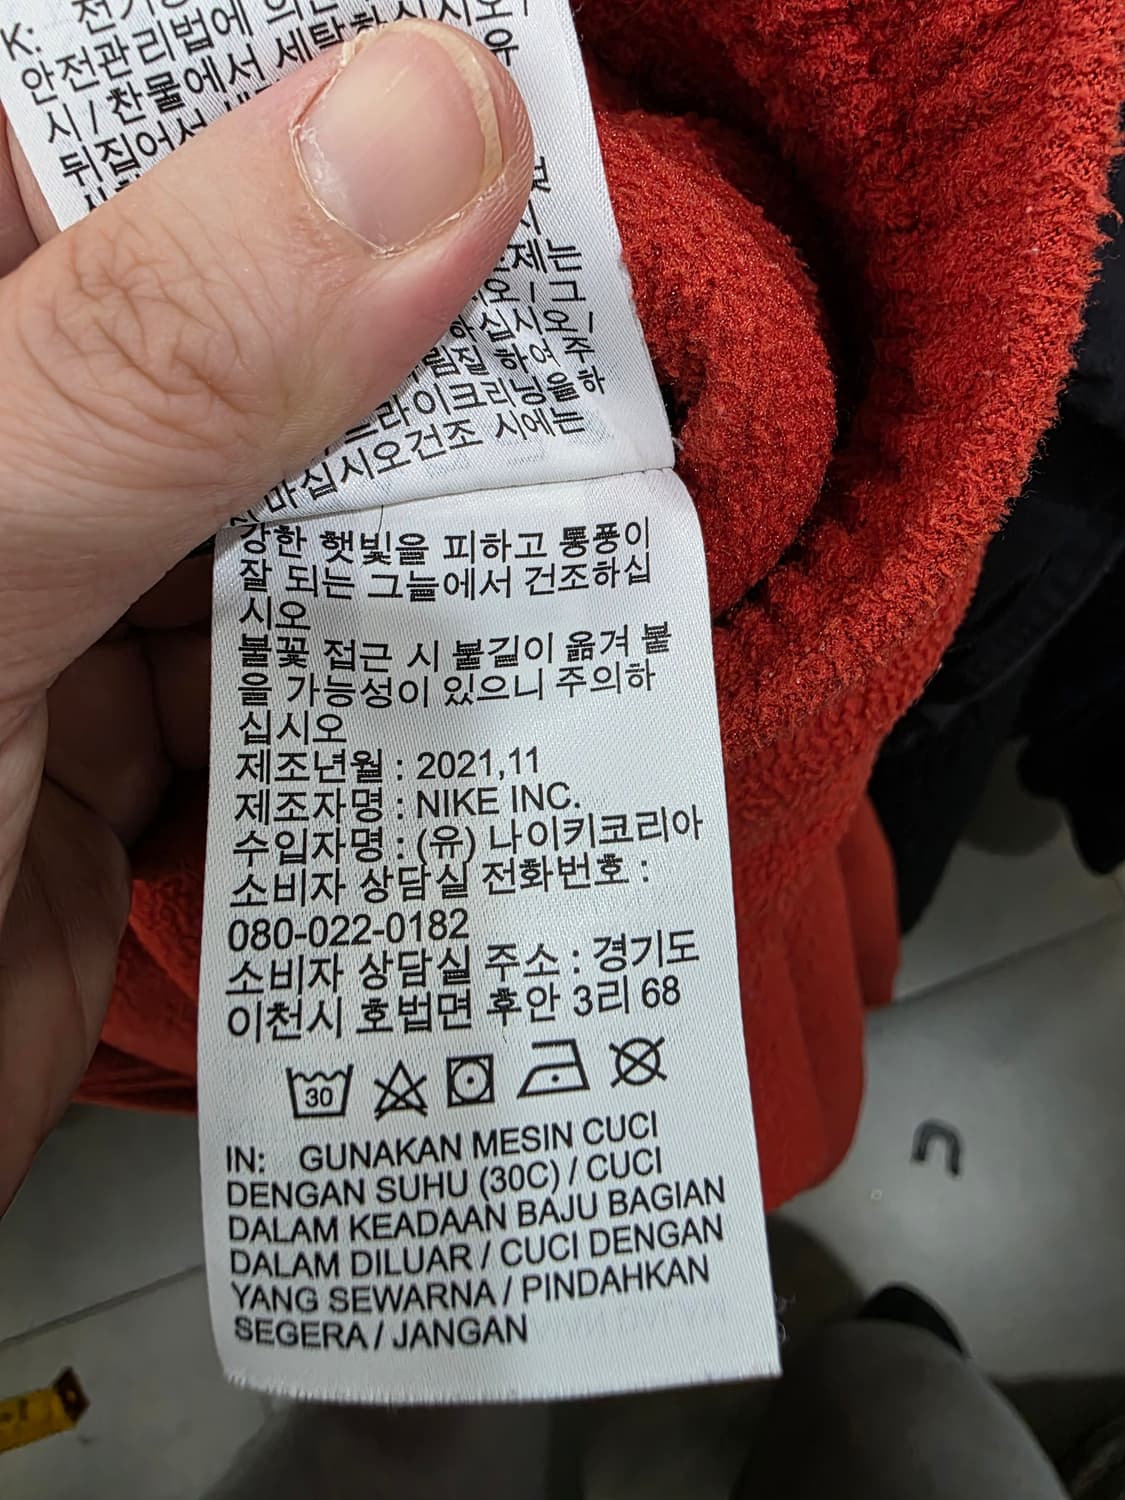 K: 전기
안전관리법에 의
시 / 찬물에서 세탁하십시오 /
뒤집어서
제는
오 / 그
하십시오 /
림질 하여 주
드라이크리닝을하
마십시오건조 시에는
강한 햇빛을 피하고 통풍이
잘 되는 그늘에서 건조하십
시오
불꽃 접근 시 불길이 옮겨 붙
을 가능성이 있으니 주의하
십시오
제조년월 : 2021,11
제조자명 : NIKE INC.
수입자명 : (유) 나이키코리아
소비자 상담실 전화번호 :
080-022-0182
소비자 상담실 주소 : 경기도
이천시 호법면 후안 3리 68
30
IN: GUNAKAN MESIN CUCI
DENGAN SUHU (30C) / CUCI
DALAM KEADAAN BAJU BAGIAN
DALAM DILUAR / CUCI DENGAN
YANG SEWARNA / PINDAHKAN
SEGERA / JANGAN